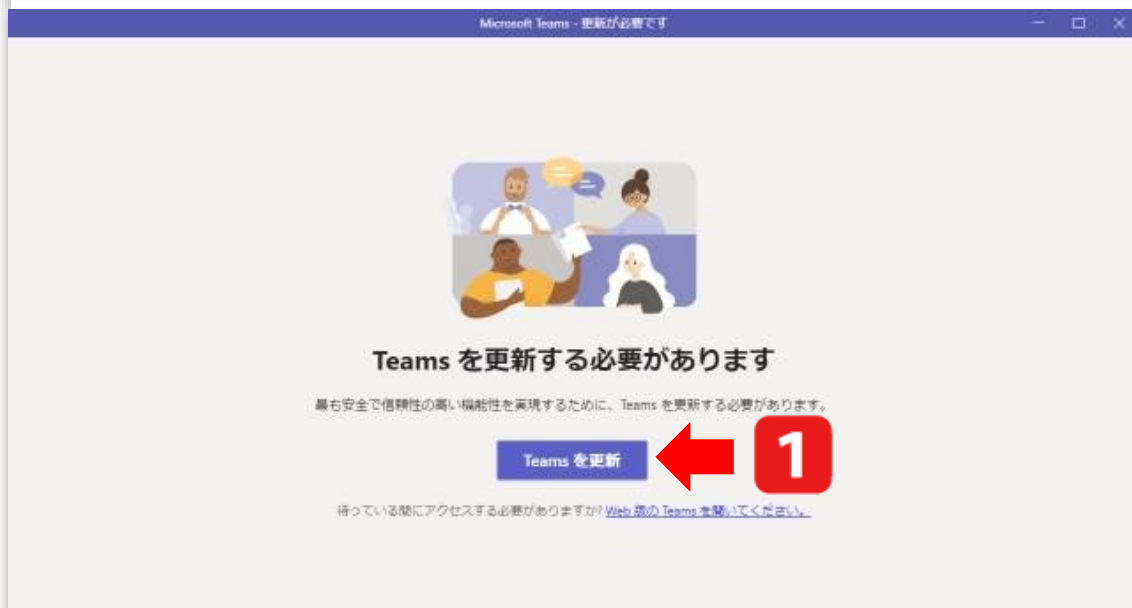 Microsoft Teams - 更新が必要です
Teams を更新する必要があります
最も安全で信頼性の高い機能性を実現するために、Teams を更新する必要があります。
Teams を更新
1
待っている間にアクセスする必要がありますか? Web 版の Teams を開いてください。